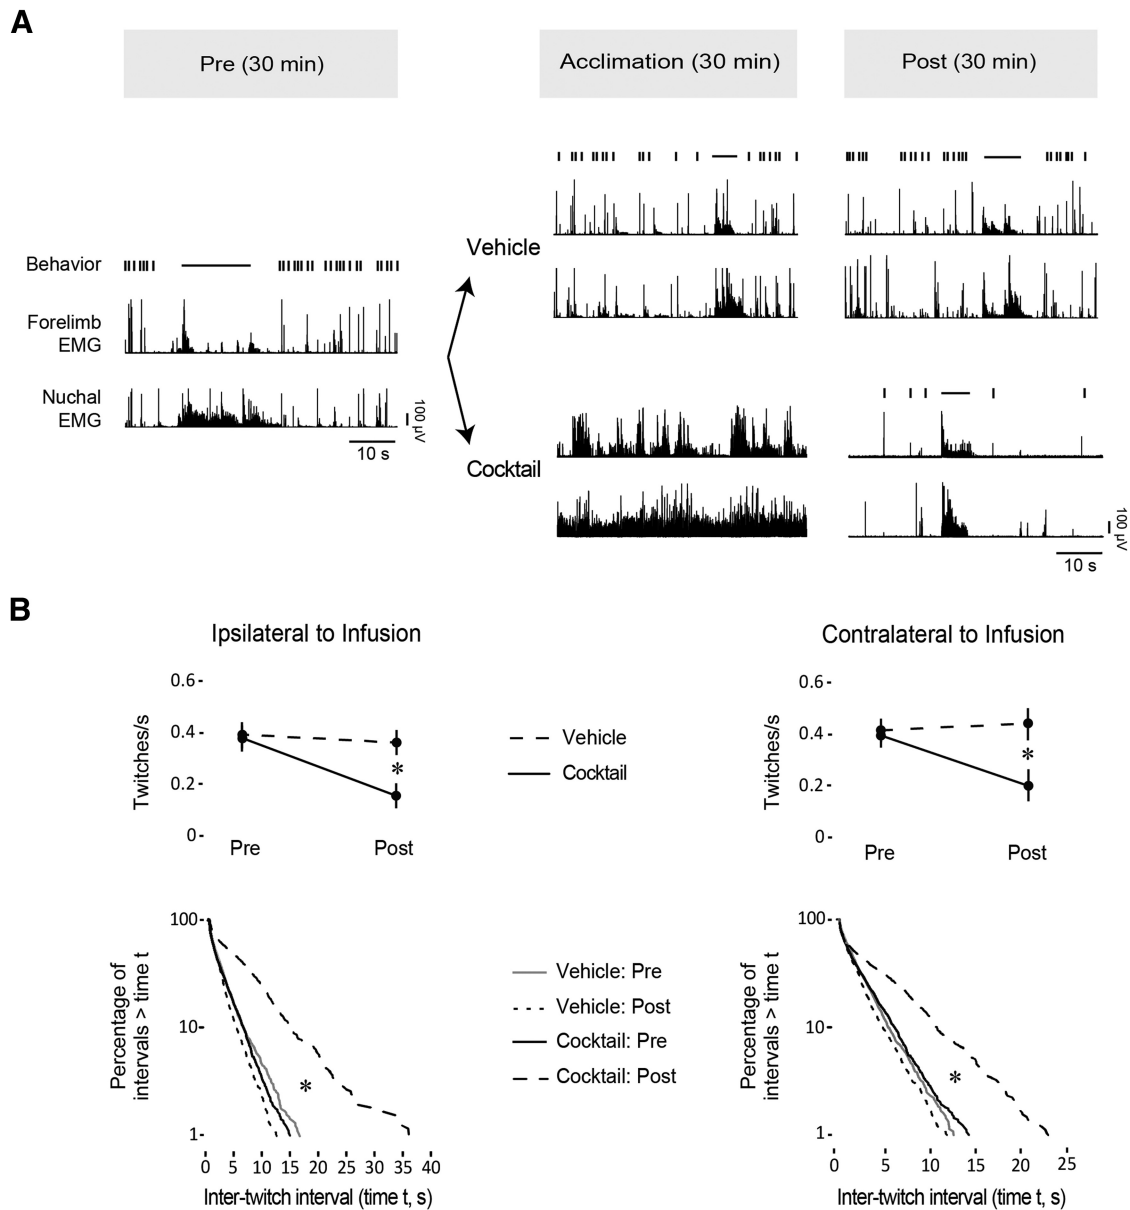 A
Pre (30 min)
Acclimation (30 min)
Post (30 min)
Vehicle
Behavior
Forelimb
EMG
Nuchal
EMG
100 µV
10 s
Cocktail
100 µV
10 s
B
Ipsilateral to Infusion
Contralateral to Infusion
Twitches/s
0.6
0.4
0.2
0
Pre
Post
*
Vehicle
Cocktail
Twitches/s
0.6
0.4
0.2
0
Pre
Post
*
Percentage of
intervals > time t
100
10
1
*
0 5 10 15 20 25 30 35 40
Inter-twitch interval (time t, s)
Vehicle: Pre
Vehicle: Post
Cocktail: Pre
Cocktail: Post
Percentage of
intervals > time t
100
10
1
*
0 5 10 15 20 25
Inter-twitch interval (time t, s)